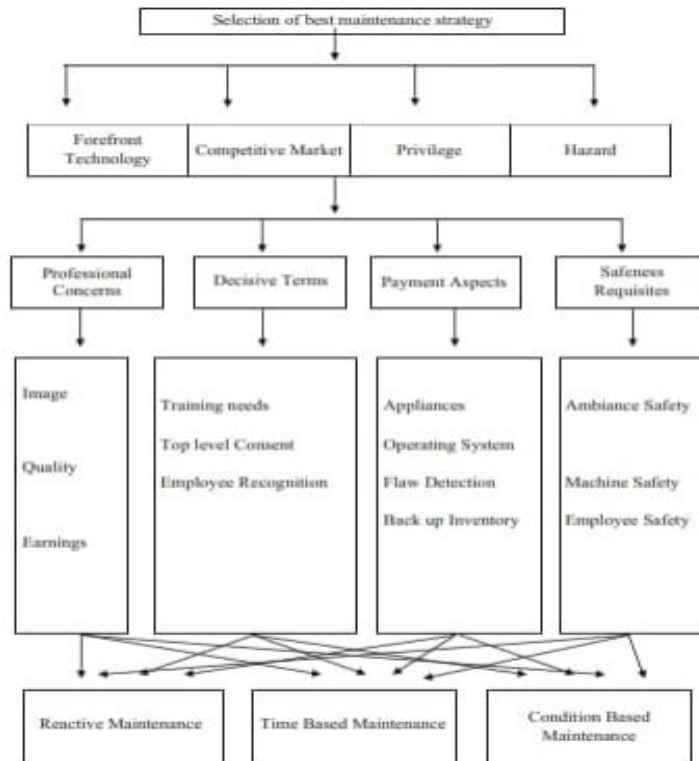 Selection of best maintenance strategy
Forefront
Technology
Competitive Market
Privilege
Hazard
Professional
Concerns
Decisive Terms
Payment Aspects
Safeness
Requisites
Image
Quality
Earnings
Training needs
Top level Consent
Employee Recognition
Appliances
Operating System
Flaw Detection
Back up Inventory
Ambiance Safety
Machine Safety
Employee Safety
Reactive Maintenance
Time Based Maintenance
Condition Based
Maintenance